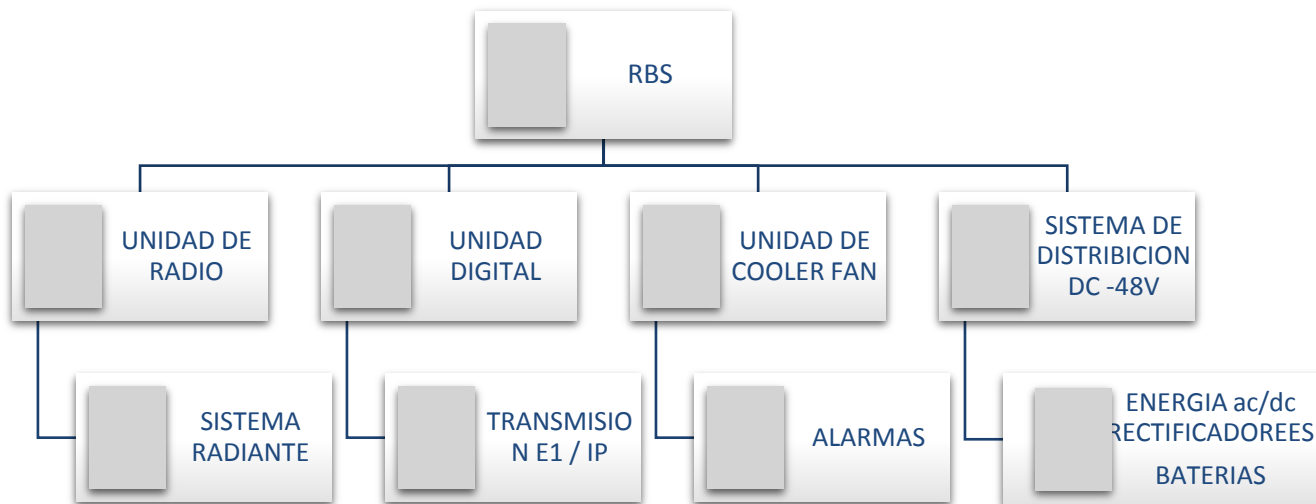 RBS
UNIDAD DE
RADIO
UNIDAD
DIGITAL
UNIDAD DE
COOLER FAN
SISTEMA DE
DISTRIBICION
DC -48V
SISTEMA
RADIANTE
TRANSMISIO
N E1 / IP
ALARMAS
ENERGIA ac/dc
RECTIFICADOREES
BATERIAS